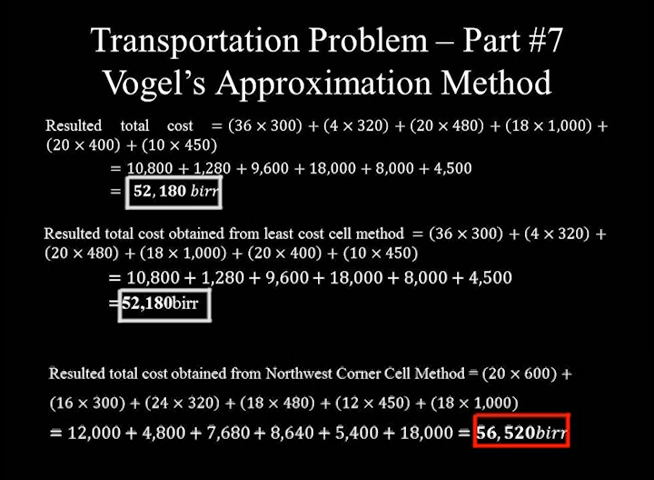 Transportation Problem – Part #7
Vogel's Approximation Method
Resulted total cost = (36 × 300) + (4 × 320) + (20 × 480) + (18 × 1,000) +
(20 × 400) + (10 × 450)
= 10,800 + 1,280 + 9,600 + 18,000 + 8,000 + 4,500
= 52,180 birr
Resulted total cost obtained from least cost cell method = (36 × 300) + (4 × 320) +
(20 × 480) + (18 × 1,000) + (20 × 400) + (10 × 450)
= 10,800 + 1,280 + 9,600 + 18,000 + 8,000 + 4,500
=52,180birr
Resulted total cost obtained from Northwest Corner Cell Method = (20 × 600) +
(16 × 300) + (24 × 320) + (18 × 480) + (12 × 450) + (18 × 1,000)
= 12,000 + 4,800 + 7,680 + 8,640 + 5,400 + 18,000 = 56,520birr